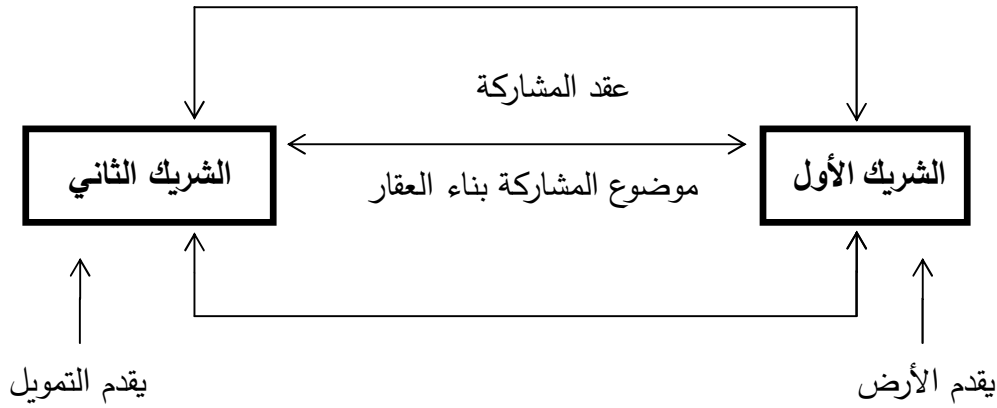 عقد المشاركة
الشريك الأول
الشريك الثاني
موضوع المشاركة بناء العقار
يقدم الأرض
يقدم التمويل